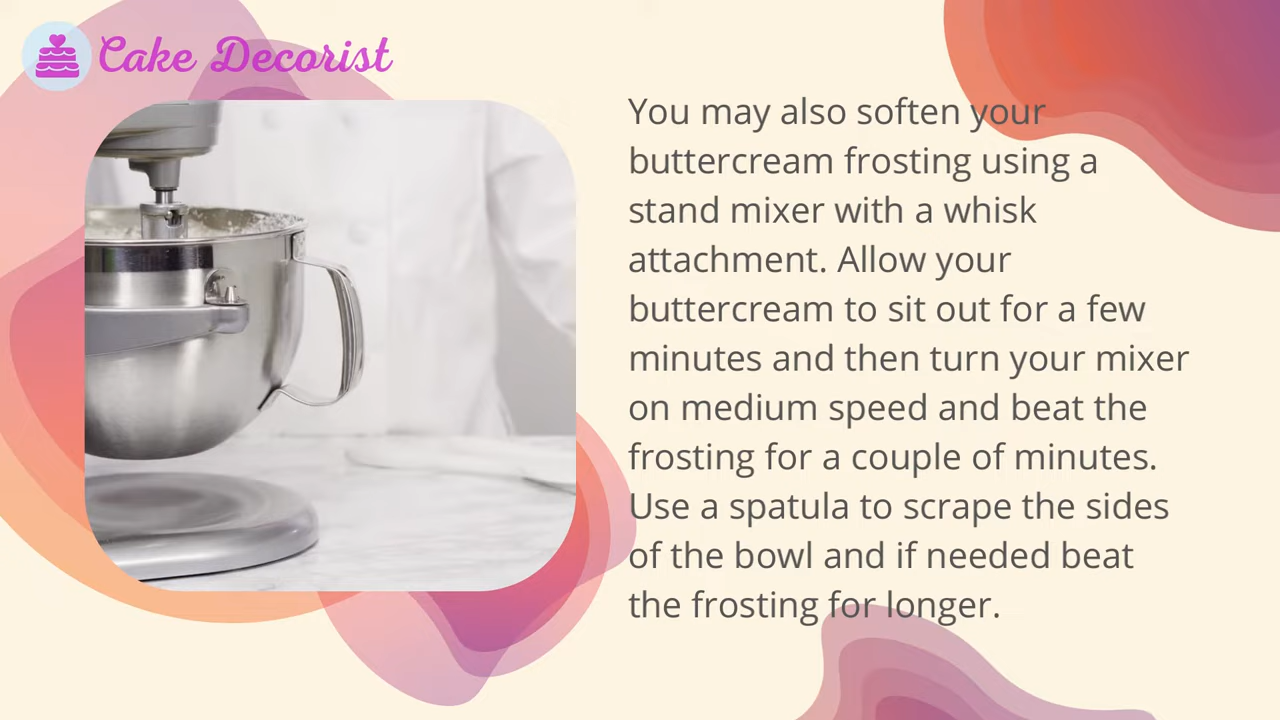 Cake Decorist
You may also soften your
buttercream frosting using a
stand mixer with a whisk
attachment. Allow your
buttercream to sit out for a few
minutes and then turn your mixer
on medium speed and beat the
frosting for a couple of minutes.
Use a spatula to scrape the sides
of the bowl and if needed beat
the frosting for longer.